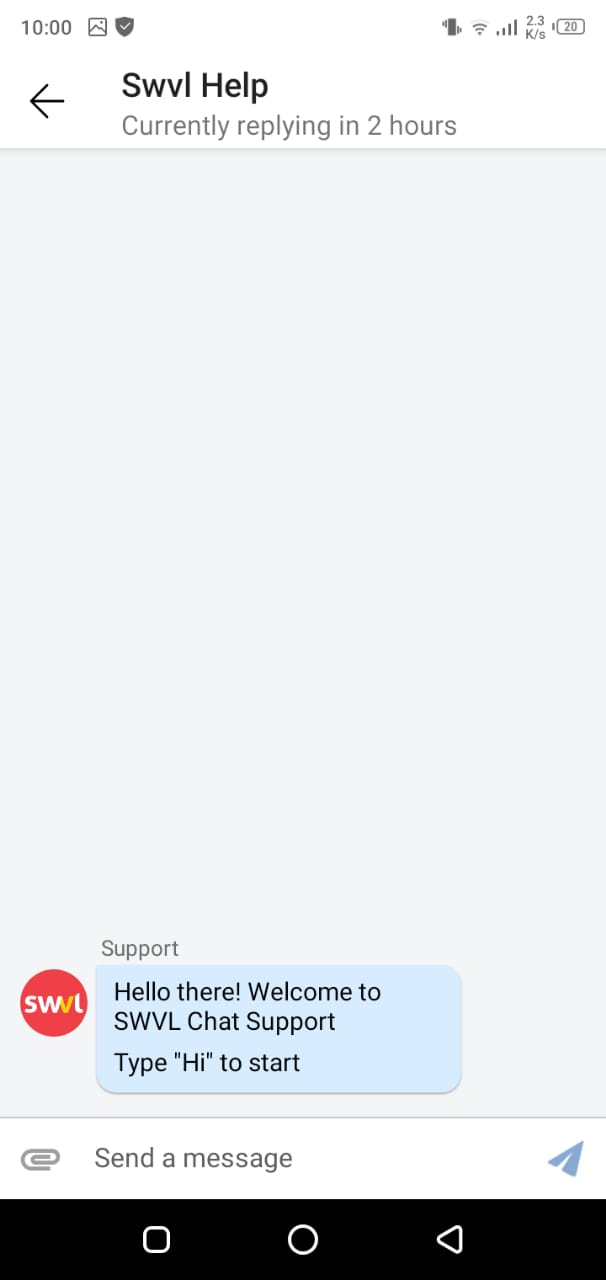 10:00
2.3
K/s
20
Swvl Help
Currently replying in 2 hours
Support
swvl
Hello there! Welcome to
SWVL Chat Support
Type "Hi" to start
Send a message